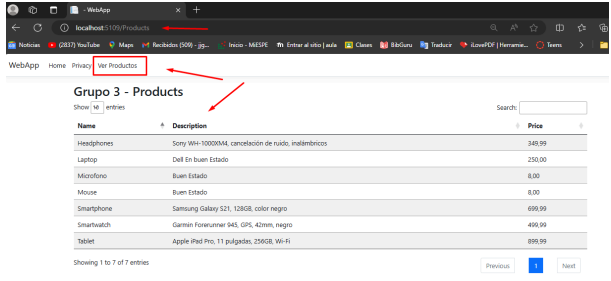 - WebApp
localhost:5109/Products
Noticias (2837) YouTube Maps Recibidos (509) - Inicio - MiESPE Entrar al sitio | aula Clases BibGuru Traducir iLovePDF | Herramie... Teams
WebApp Home Privacy Ver Productos
Grupo 3 - Products
Show 10 entries Search:
Name Description Price
Headphones Sony WH-1000XM4, cancelación de ruido, inalámbricos 349,99
Laptop Dell En buen Estado 250,00
Microfono Buen Estado 8,00
Mouse Buen Estado 8,00
Smartphone Samsung Galaxy S21, 128GB, color negro 699,99
Smartwatch Garmin Forerunner 945, GPS, 42mm, negro 499,99
Tablet Apple iPad Pro, 11 pulgadas, 256GB, Wi-Fi 899,99
Showing 1 to 7 of 7 entries Previous 1 Next